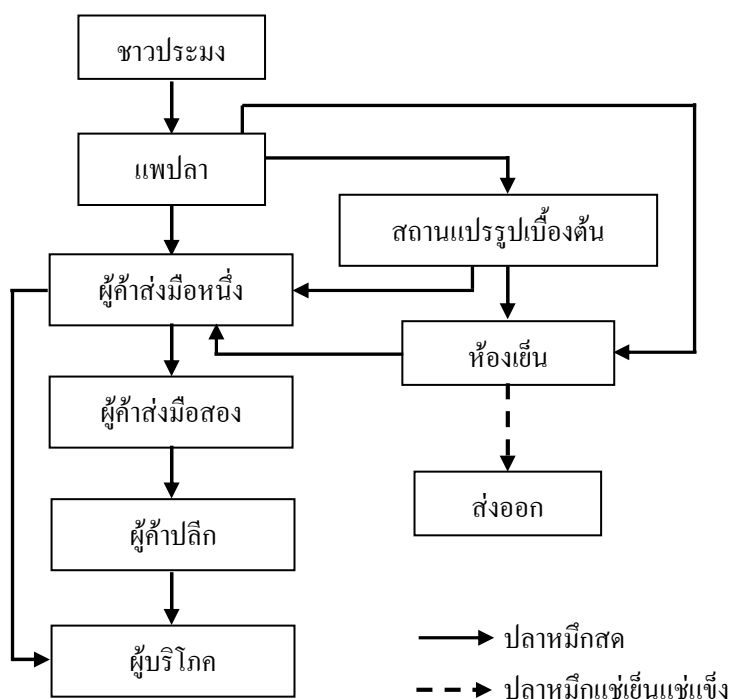 ชาวประมง
แพปลา
สถานแปรรูปเบื้องต้น
ผู้ค้าส่งมือหนึ่ง
ห้องเย็น
ผู้ค้าส่งมือสอง
ส่งออก
ผู้ค้าปลีก
ผู้บริโภค
ปลาหมึกสด
ปลาหมึกแช่เย็นแช่แข็ง